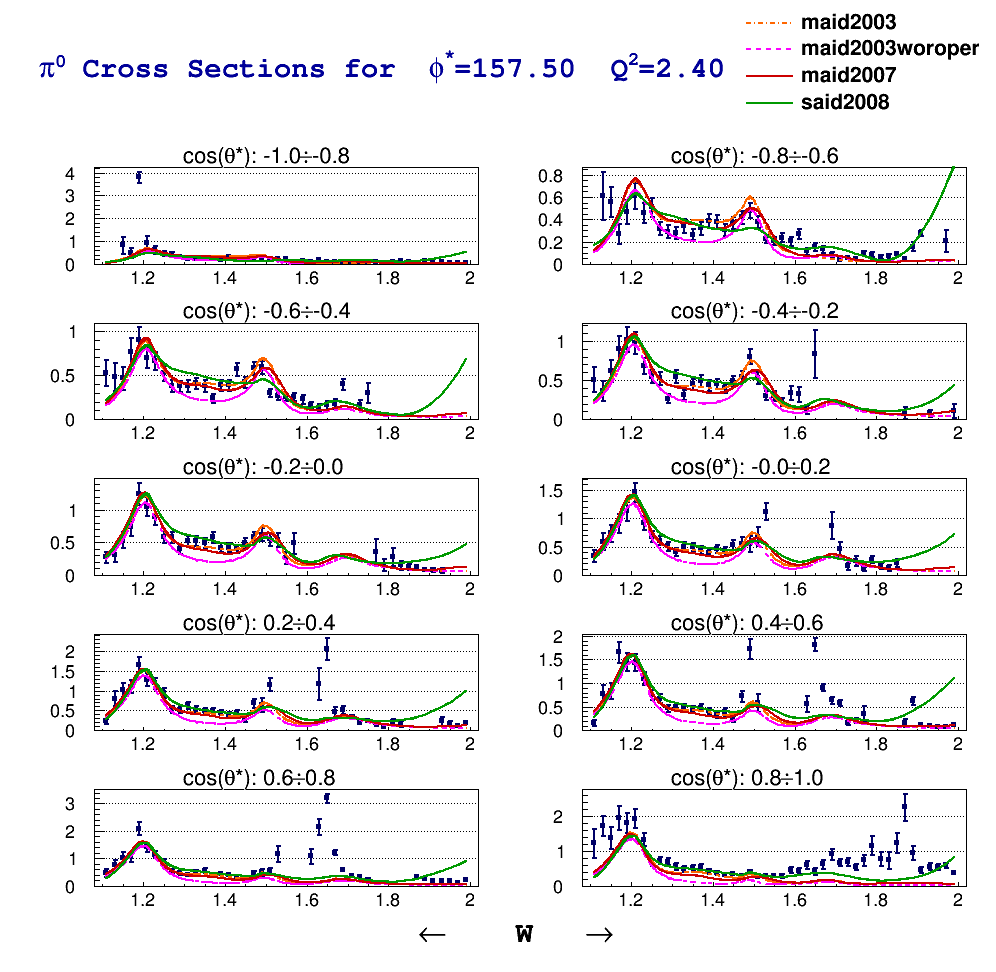 maid2003
maid2003woroper
maid2007
said2008
π⁰ Cross Sections for ϕ*=157.50 Q²=2.40
cos(θ*): -1.0÷-0.8
4
3
2
1
0
1.2 1.4 1.6 1.8 2
cos(θ*): -0.8÷-0.6
0.8
0.6
0.4
0.2
0
1.2 1.4 1.6 1.8 2
cos(θ*): -0.6÷-0.4
1
0.5
0
1.2 1.4 1.6 1.8 2
cos(θ*): -0.4÷-0.2
1
0.5
0
1.2 1.4 1.6 1.8 2
cos(θ*): -0.2÷0.0
1
0.5
0
1.2 1.4 1.6 1.8 2
cos(θ*): -0.0÷0.2
1.5
1
0.5
0
1.2 1.4 1.6 1.8 2
cos(θ*): 0.2÷0.4
2
1.5
1
0.5
0
1.2 1.4 1.6 1.8 2
cos(θ*): 0.4÷0.6
2
1.5
1
0.5
0
1.2 1.4 1.6 1.8 2
cos(θ*): 0.6÷0.8
3
2
1
0
1.2 1.4 1.6 1.8 2
cos(θ*): 0.8÷1.0
3
2
1
0
1.2 1.4 1.6 1.8 2
← W →